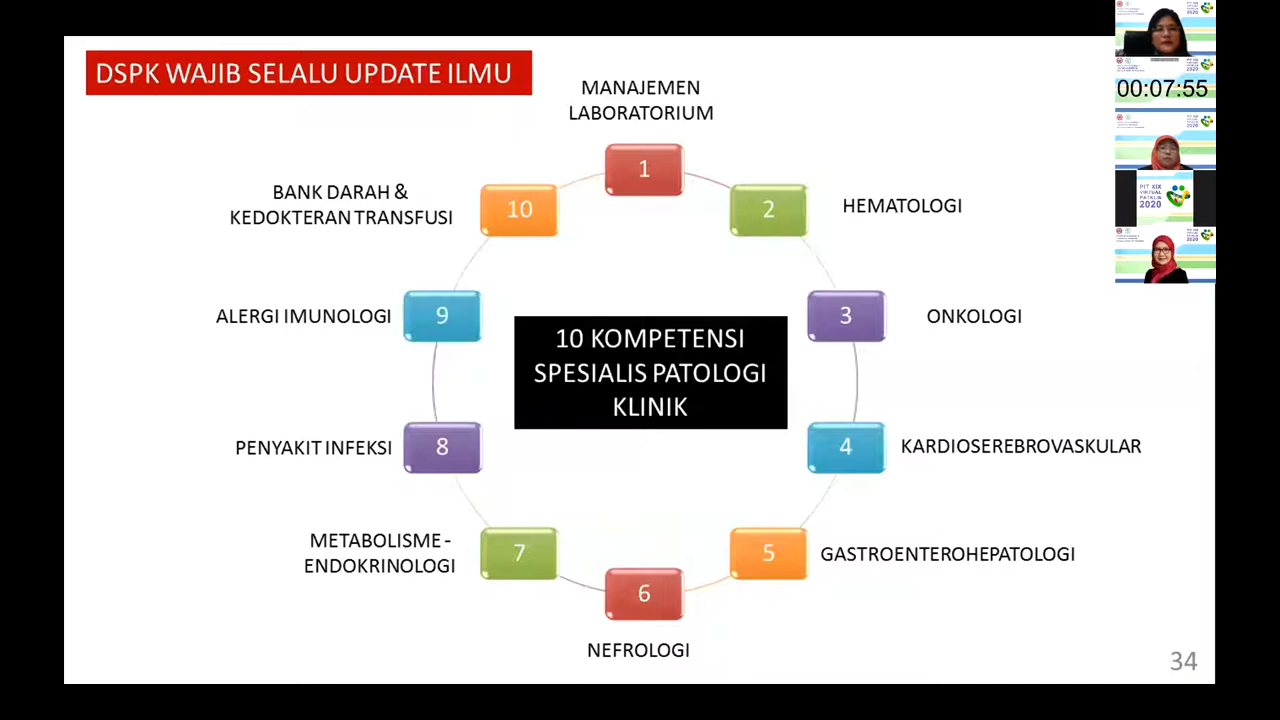 DSPK WAJIB SELALU UPDATE ILMU
MANAJEMEN
LABORATORIUM
1
2
HEMATOLOGI
3
ONKOLOGI
4
KARDIOSEREBROVASKULAR
5
GASTROENTEROHEPATOLOGI
6
NEFROLOGI
7
METABOLISME -
ENDOKRINOLOGI
8
PENYAKIT INFEKSI
9
ALERGI IMUNOLOGI
10
BANK DARAH &
KEDOKTERAN TRANSFUSI
10 KOMPETENSI
SPESIALIS PATOLOGI
KLINIK
34
00:07:55
PIT XIX
VIRTUAL
PATKLIN
2020